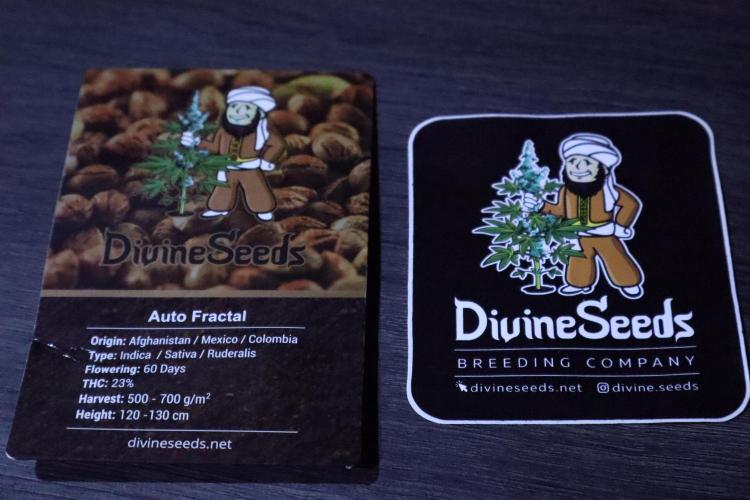 DivineSeeds
Auto Fractal
Origin: Afghanistan / Mexico / Colombia
Type: Indica / Sativa / Ruderalis
Flowering: 60 Days
THC: 23%
Harvest: 500 - 700 g/m²
Height: 120 -130 cm
divineseeds.net
DivineSeeds
BREEDING COMPANY
divineseeds.net divine.seeds